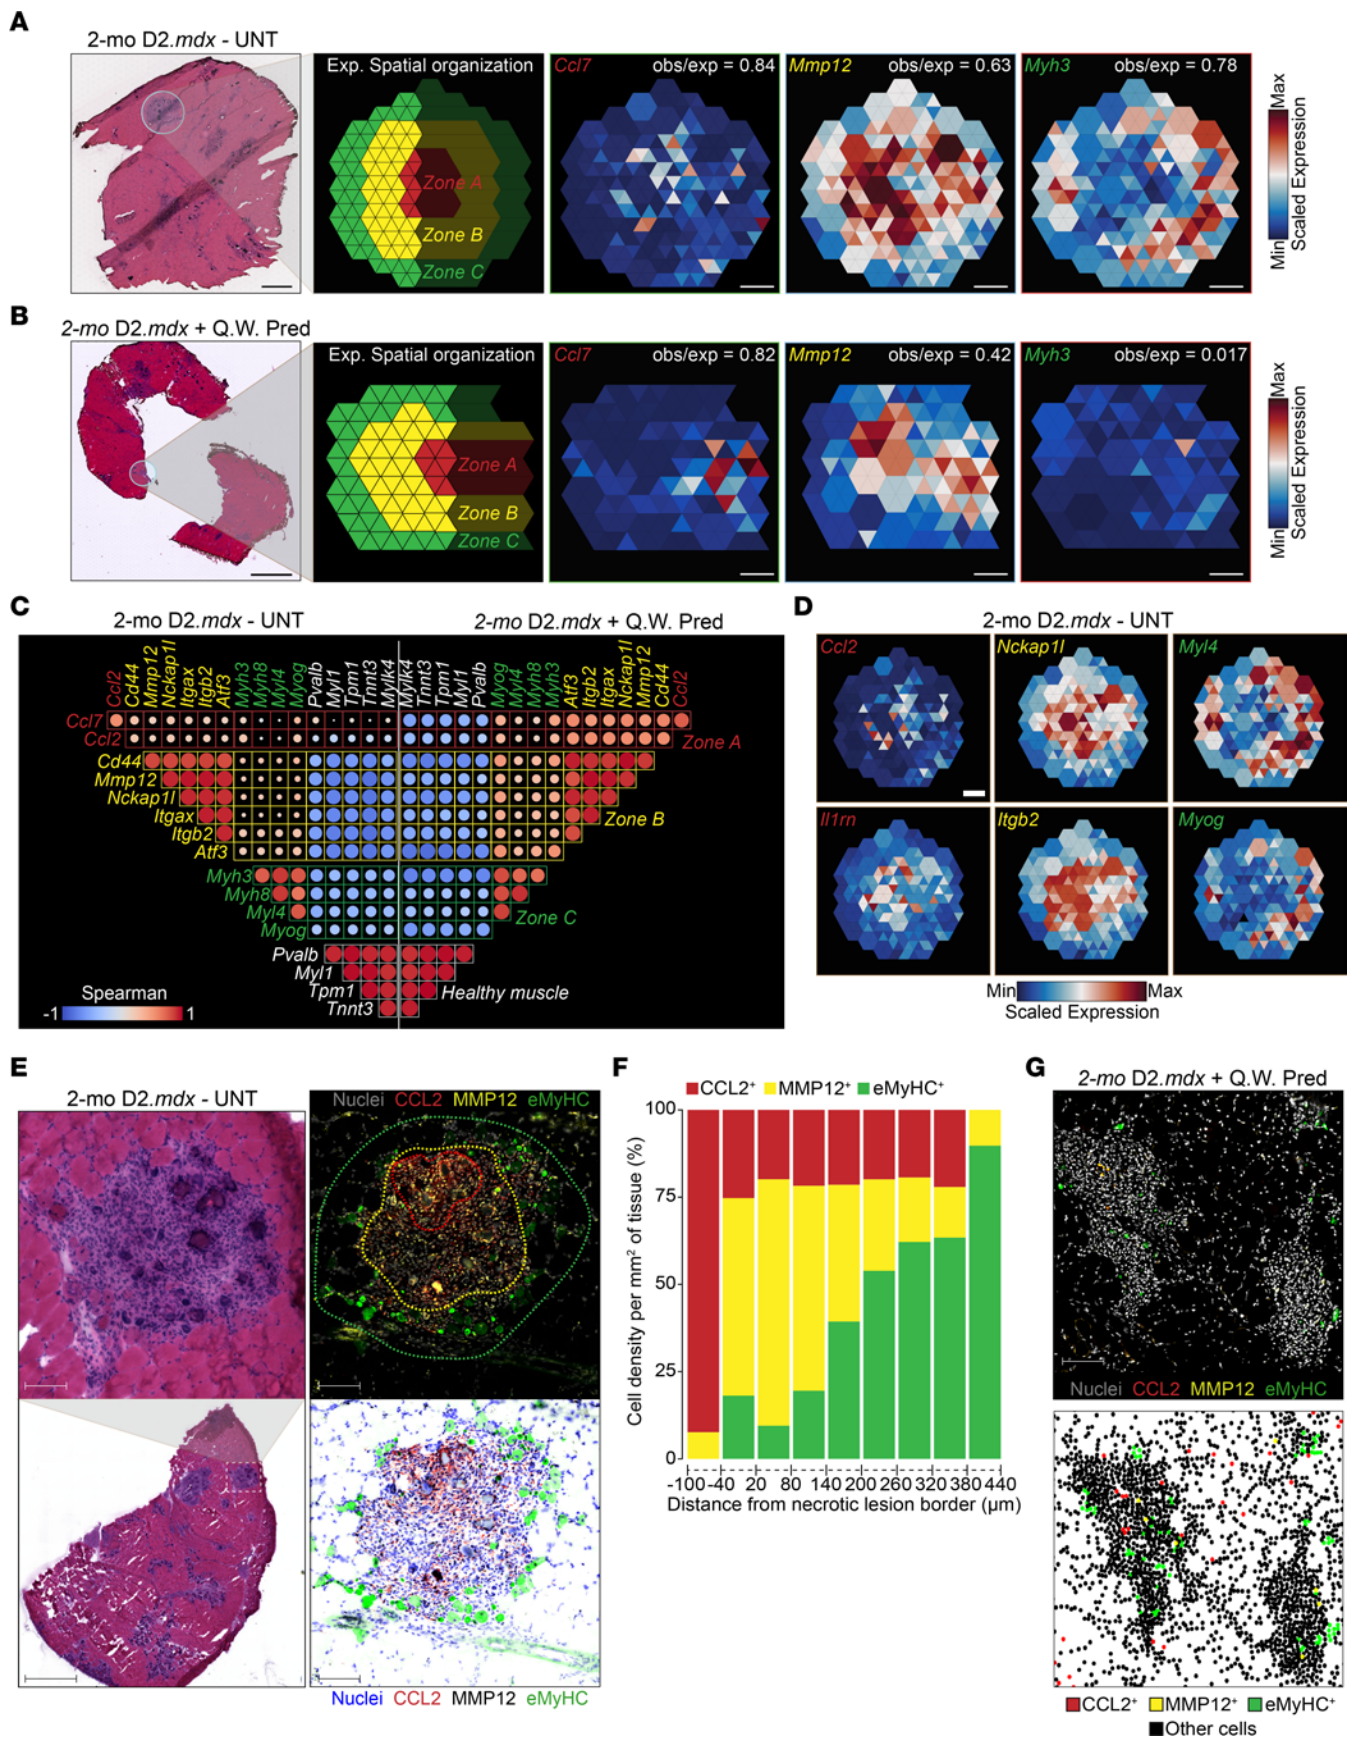 A
2-mo D2.mdx - UNT
Exp. Spatial organization
Zone A
Zone B
Zone C
Ccl7 obs/exp = 0.84
Mmp12 obs/exp = 0.63
Myh3 obs/exp = 0.78
Max
Scaled Expression
Min
B
2-mo D2.mdx + Q.W. Pred
Exp. Spatial organization
Zone A
Zone B
Zone C
Ccl7 obs/exp = 0.82
Mmp12 obs/exp = 0.42
Myh3 obs/exp = 0.017
Max
Scaled Expression
Min
C
2-mo D2.mdx - UNT
2-mo D2.mdx + Q.W. Pred
Ccl2 Cd44 Mmp12 Nckap1l Itgax Itgb2 Atf3 Myh3 Myh8 Myl4 Myog Pvalb Myl1 Tpm1 Tnnt3 Mylk4 Mylk4 Tnnt3 Tpm1 Myl1 Pvalb Myog Myl4 Myh8 Myh3 Atf3 Itgb2 Itgax Nckap1l Mmp12 Cd44 Ccl2
Ccl7
Ccl2 Zone A
Cd44
Mmp12
Nckap1l
Itgax Zone B
Itgb2
Atf3
Myh3
Myh8
Myl4 Zone C
Myog
Pvalb
Myl1
Tpm1 Healthy muscle
Tnnt3
Spearman
-1 1
D
2-mo D2.mdx - UNT
Ccl2 Nckap1l Myl4
Il1rn Itgb2 Myog
Min Max
Scaled Expression
E
2-mo D2.mdx - UNT
Nuclei CCL2 MMP12 eMyHC
Nuclei CCL2 MMP12 eMyHC
F
CCL2+ MMP12+ eMyHC+
Cell density per mm2 of tissue (%)
100
75
50
25
0
-100 -40 20 80 140 200 260 320 380 440
Distance from necrotic lesion border (µm)
G
2-mo D2.mdx + Q.W. Pred
Nuclei CCL2 MMP12 eMyHC
CCL2+ MMP12+ eMyHC+
Other cells